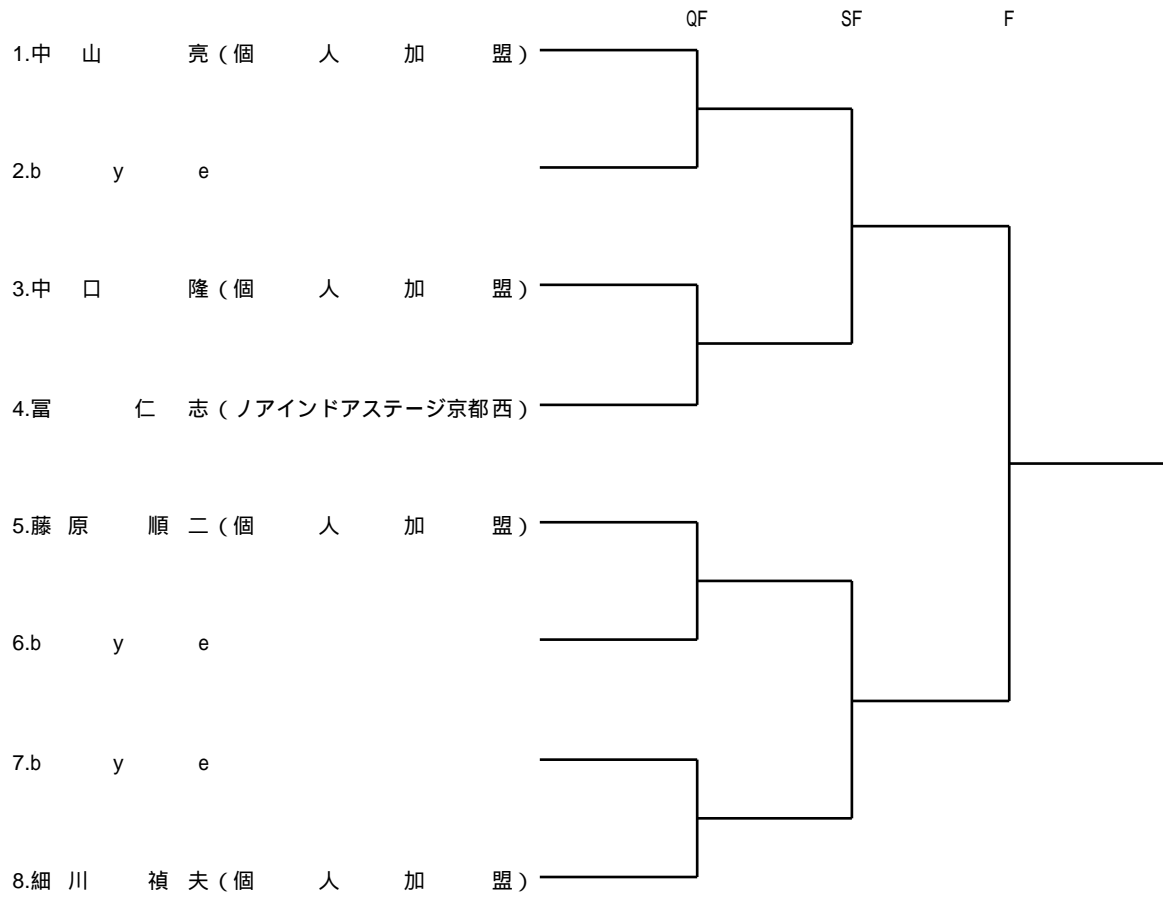 QF SF F
1.中 山 亮(個 人 加 盟)
2.b y e
3.中 口 隆(個 人 加 盟)
4.冨 仁 志(ノアインドアステージ京都西)
5.藤 原 順 二(個 人 加 盟)
6.b y e
7.b y e
8.細 川 禎 夫(個 人 加 盟)